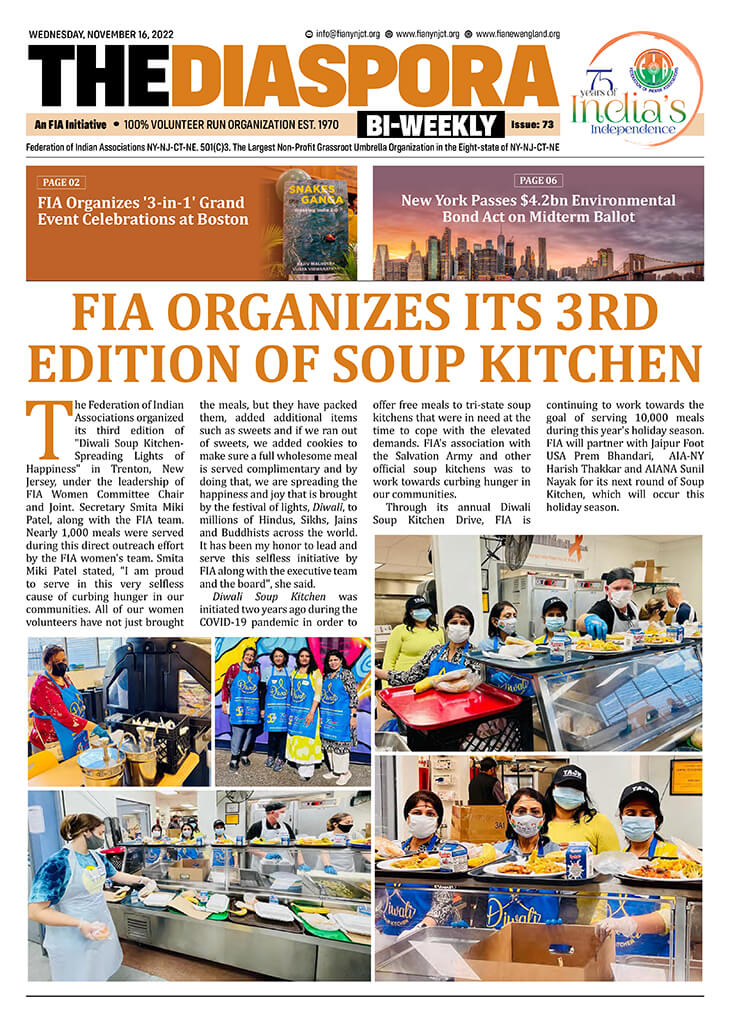 WEDNESDAY, NOVEMBER 16, 2022
info@fianynjct.org www.fianynjct.org www.fianewengland.org
THEDIASPORA
An FIA Initiative • 100% VOLUNTEER RUN ORGANIZATION EST. 1970
BI-WEEKLY
Issue: 73
Federation of Indian Associations NY-NJ-CT-NE. 501(C)3. The Largest Non-Profit Grassroot Umbrella Organization in the Eight-state of NY-NJ-CT-NE
75
years of
India's
Independence
FIA
PAGE 02
FIA Organizes '3-in-1' Grand
Event Celebrations at Boston
SNAKES
GANGA
RAJIV MALHOTRA
VIJAYA VISWANATHAN
PAGE 06
New York Passes $4.2bn Environmental
Bond Act on Midterm Ballot
FIA ORGANIZES ITS 3RD
EDITION OF SOUP KITCHEN
The Federation of Indian
Associations organized
its third edition of
"Diwali Soup Kitchen-
Spreading Lights of
Happiness" in Trenton, New
Jersey, under the leadership of
FIA Women Committee Chair
and Joint. Secretary Smita Miki
Patel, along with the FIA team.
Nearly 1,000 meals were served
during this direct outreach effort
by the FIA women's team. Smita
Miki Patel stated, "I am proud
to serve in this very selfless
cause of curbing hunger in our
communities. All of our women
volunteers have not just brought
the meals, but they have packed
them, added additional items
such as sweets and if we ran out
of sweets, we added cookies to
make sure a full wholesome meal
is served complimentary and by
doing that, we are spreading the
happiness and joy that is brought
by the festival of lights, Diwali, to
millions of Hindus, Sikhs, Jains
and Buddhists across the world.
It has been my honor to lead and
serve this selfless initiative by
FIA along with the executive team
and the board", she said.
Diwali Soup Kitchen was
initiated two years ago during the
COVID-19 pandemic in order to
offer free meals to tri-state soup
kitchens that were in need at the
time to cope with the elevated
demands. FIA's association with
the Salvation Army and other
official soup kitchens was to
work towards curbing hunger in
our communities.
Through its annual Diwali
Soup Kitchen Drive, FIA is
continuing to work towards the
goal of serving 10,000 meals
during this year's holiday season.
FIA will partner with Jaipur Foot
USA Prem Bhandari, AIA-NY
Harish Thakkar and AIANA Sunil
Nayak for its next round of Soup
Kitchen, which will occur this
holiday season.
Diwali
Diwali
Diwali
TAJK
3A1
Diwali
KITCHEN
Diwali
KITCHEN